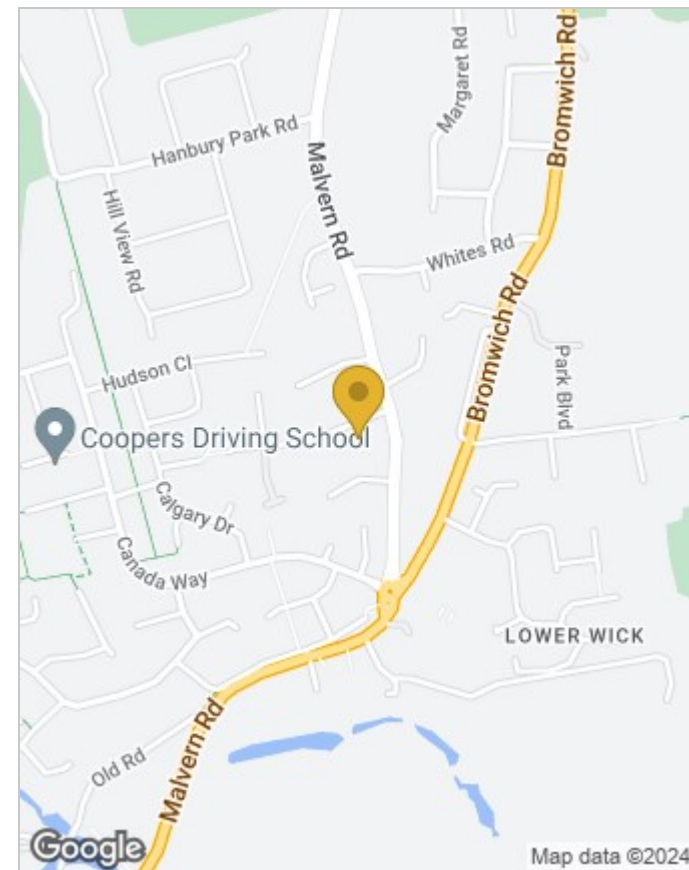 Margaret Rd
Bromwich Rd
Hanbury Park Rd
Malvern Rd
Hill View Rd
Whites Rd
Bromwich Rd
Hudson Cl
Park Blvd
Coopers Driving School
Calgary Dr
Canada Way
LOWER WICK
Malvern Rd
Old Rd
Google
Map data ©2024